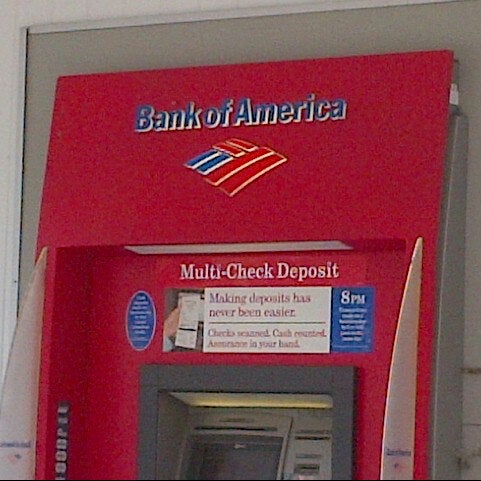 Bank of America
Multi-Check Deposit
Making deposits has
never been easier.
8PM
Checks scanned. Cash counted.
Assurance in your hand.